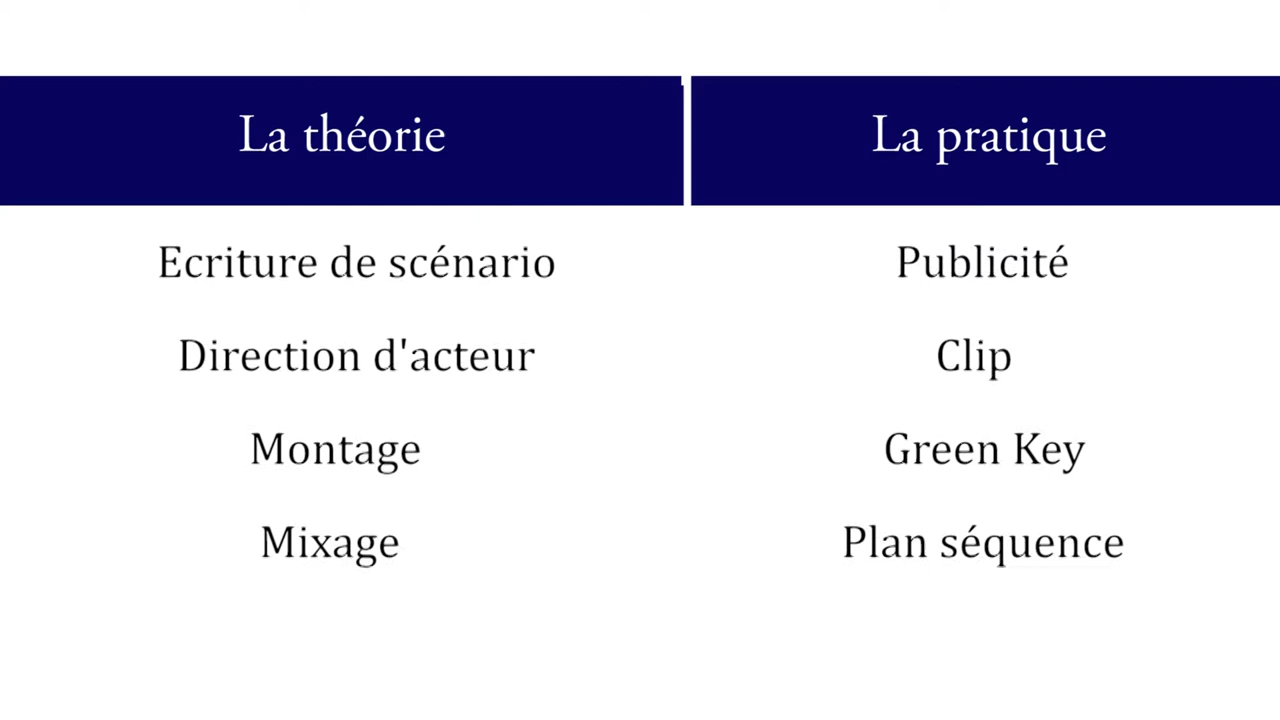 La théorie
La pratique
Ecriture de scénario
Publicité
Direction d'acteur
Clip
Montage
Green Key
Mixage
Plan séquence